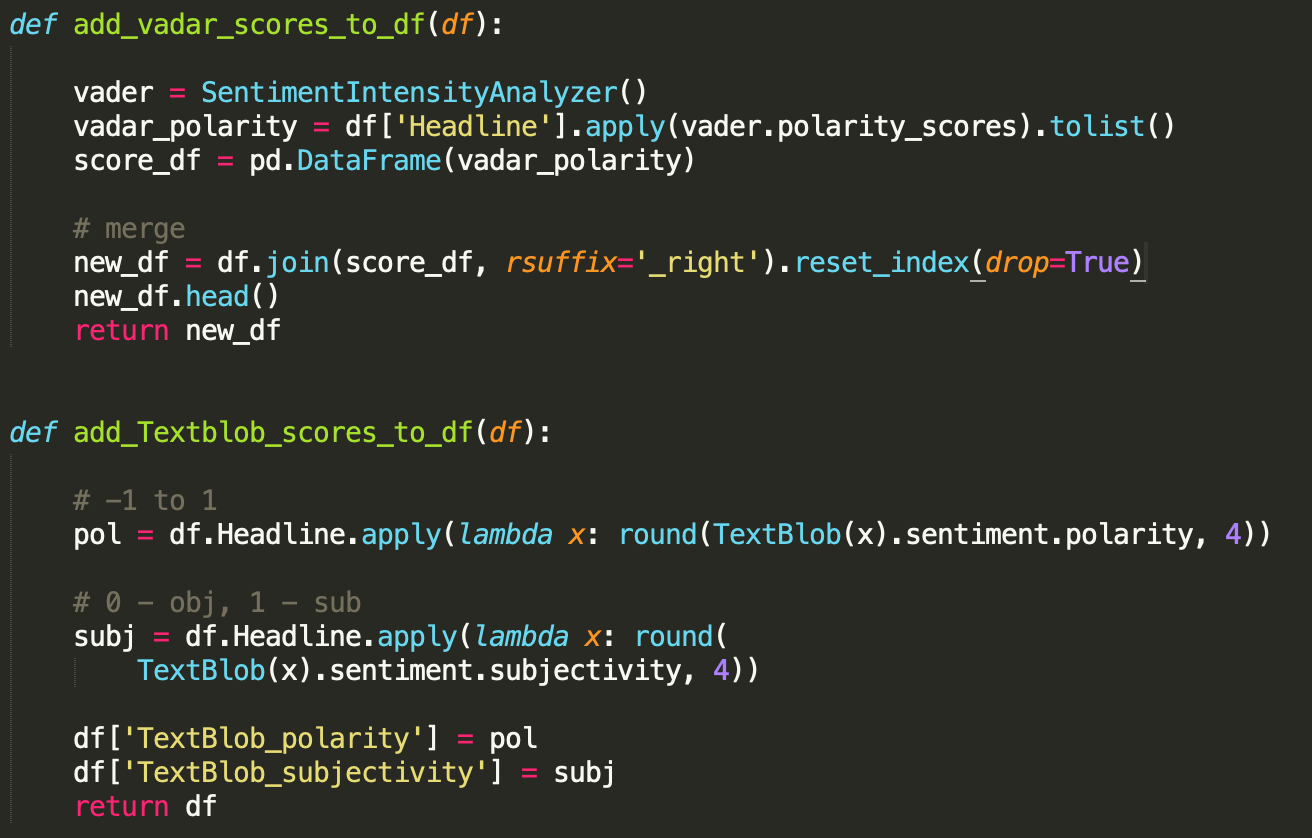 def add_vadar_scores_to_df(df):
vader = SentimentIntensityAnalyzer()
vadar_polarity = df['Headline'].apply(vader.polarity_scores).tolist()
score_df = pd.DataFrame(vadar_polarity)
# merge
new_df = df.join(score_df, rsuffix='_right').reset_index(drop=True)
new_df.head()
return new_df
def add_Textblob_scores_to_df(df):
# -1 to 1
pol = df.Headline.apply(lambda x: round(TextBlob(x).sentiment.polarity, 4))
# 0 - obj, 1 - sub
subj = df.Headline.apply(lambda x: round(
TextBlob(x).sentiment.subjectivity, 4))
df['TextBlob_polarity'] = pol
df['TextBlob_subjectivity'] = subj
return df